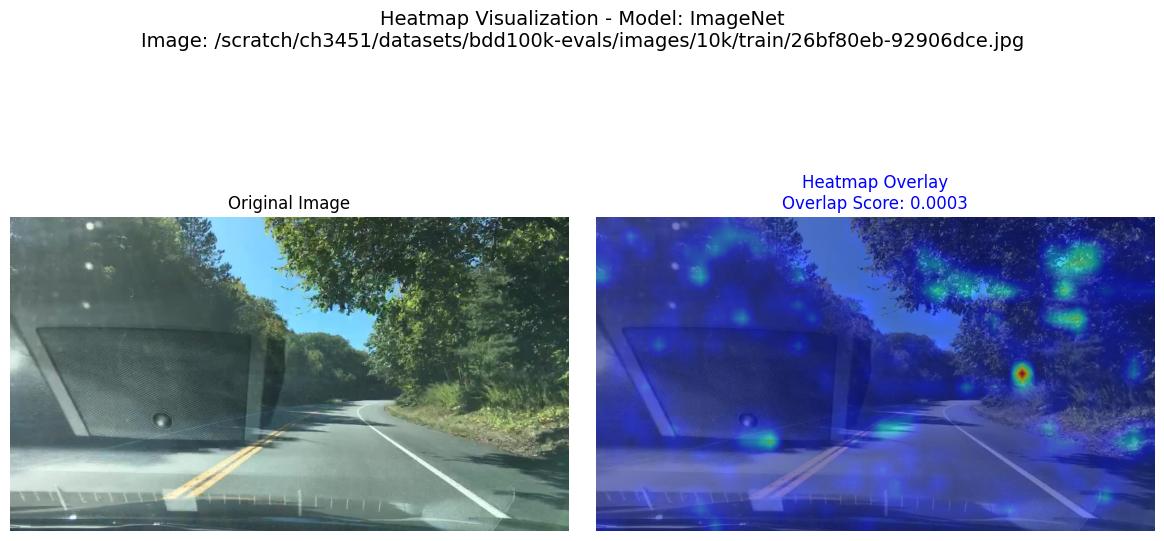 Heatmap Visualization - Model: ImageNet
Image: /scratch/ch3451/datasets/bdd100k-evals/images/10k/train/26bf80eb-92906dce.jpg
Original Image
Heatmap Overlay
Overlap Score: 0.0003